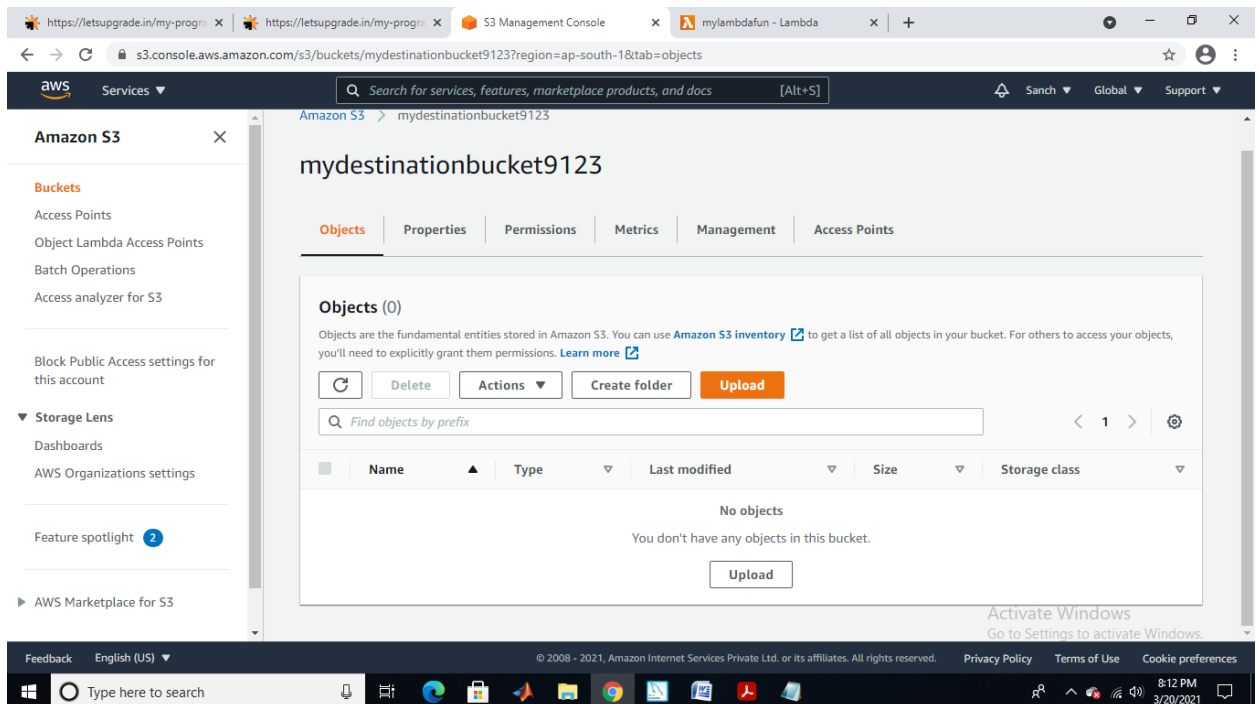 https://letsupgrade.in/my-progra
https://letsupgrade.in/my-progra
S3 Management Console
mylambdafun - Lambda
s3.console.aws.amazon.com/s3/buckets/mydestinationbucket9123?region=ap-south-1&tab=objects
aws
Services
Search for services, features, marketplace products, and docs
[Alt+S]
Sanch
Global
Support
Amazon S3
Buckets
Access Points
Object Lambda Access Points
Batch Operations
Access analyzer for S3
Block Public Access settings for
this account
Storage Lens
Dashboards
AWS Organizations settings
Feature spotlight 2
AWS Marketplace for S3
Amazon S3 > mydestinationbucket9123
mydestinationbucket9123
Objects
Properties
Permissions
Metrics
Management
Access Points
Objects (0)
Objects are the fundamental entities stored in Amazon S3. You can use Amazon S3 inventory to get a list of all objects in your bucket. For others to access your objects,
you'll need to explicitly grant them permissions. Learn more
Delete
Actions
Create folder
Upload
Find objects by prefix
1
Name
Type
Last modified
Size
Storage class
No objects
You don't have any objects in this bucket.
Upload
Activate Windows
Go to Settings to activate Windows.
Feedback
English (US)
© 2008 - 2021, Amazon Internet Services Private Ltd. or its affiliates. All rights reserved.
Privacy Policy
Terms of Use
Cookie preferences
Type here to search
8:12 PM
3/20/2021